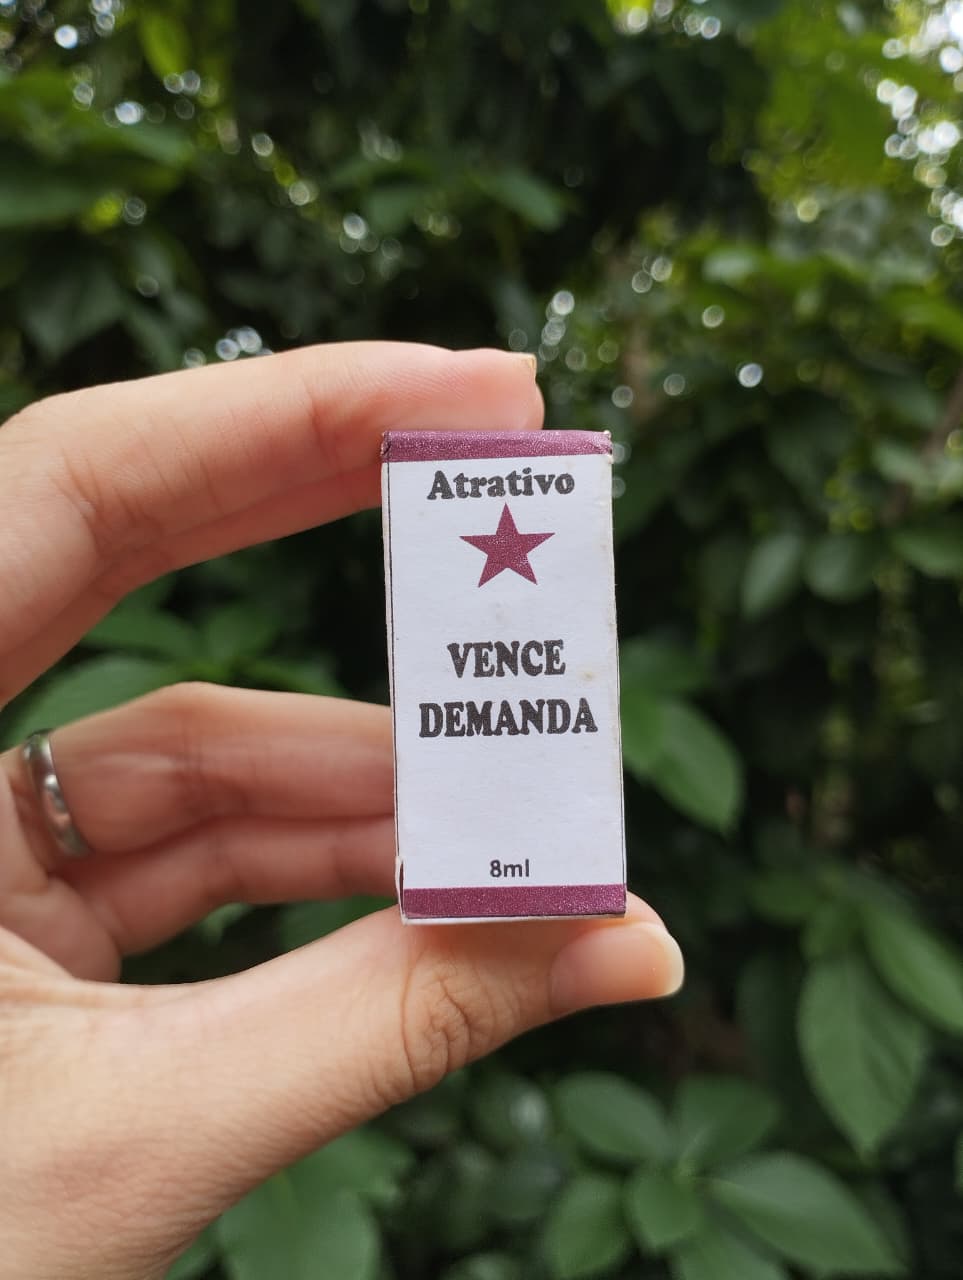 Atrativo
VENCE
DEMANDA
8ml